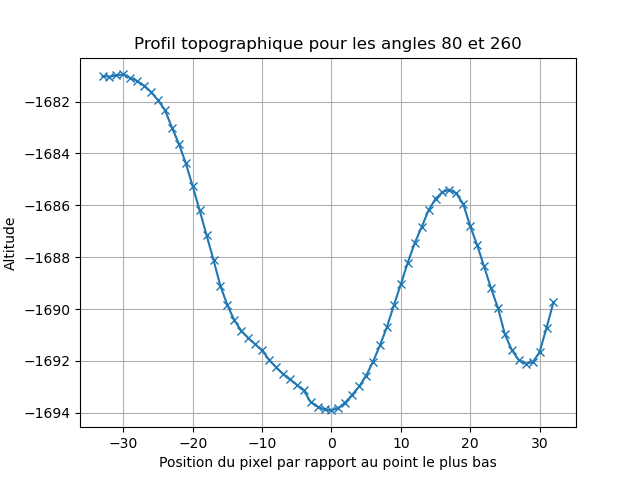 Profil topographique pour les angles 80 et 260
Altitude
−1682
−1684
−1686
−1688
−1690
−1692
−1694
−30 −20 −10 0 10 20 30
Position du pixel par rapport au point le plus bas